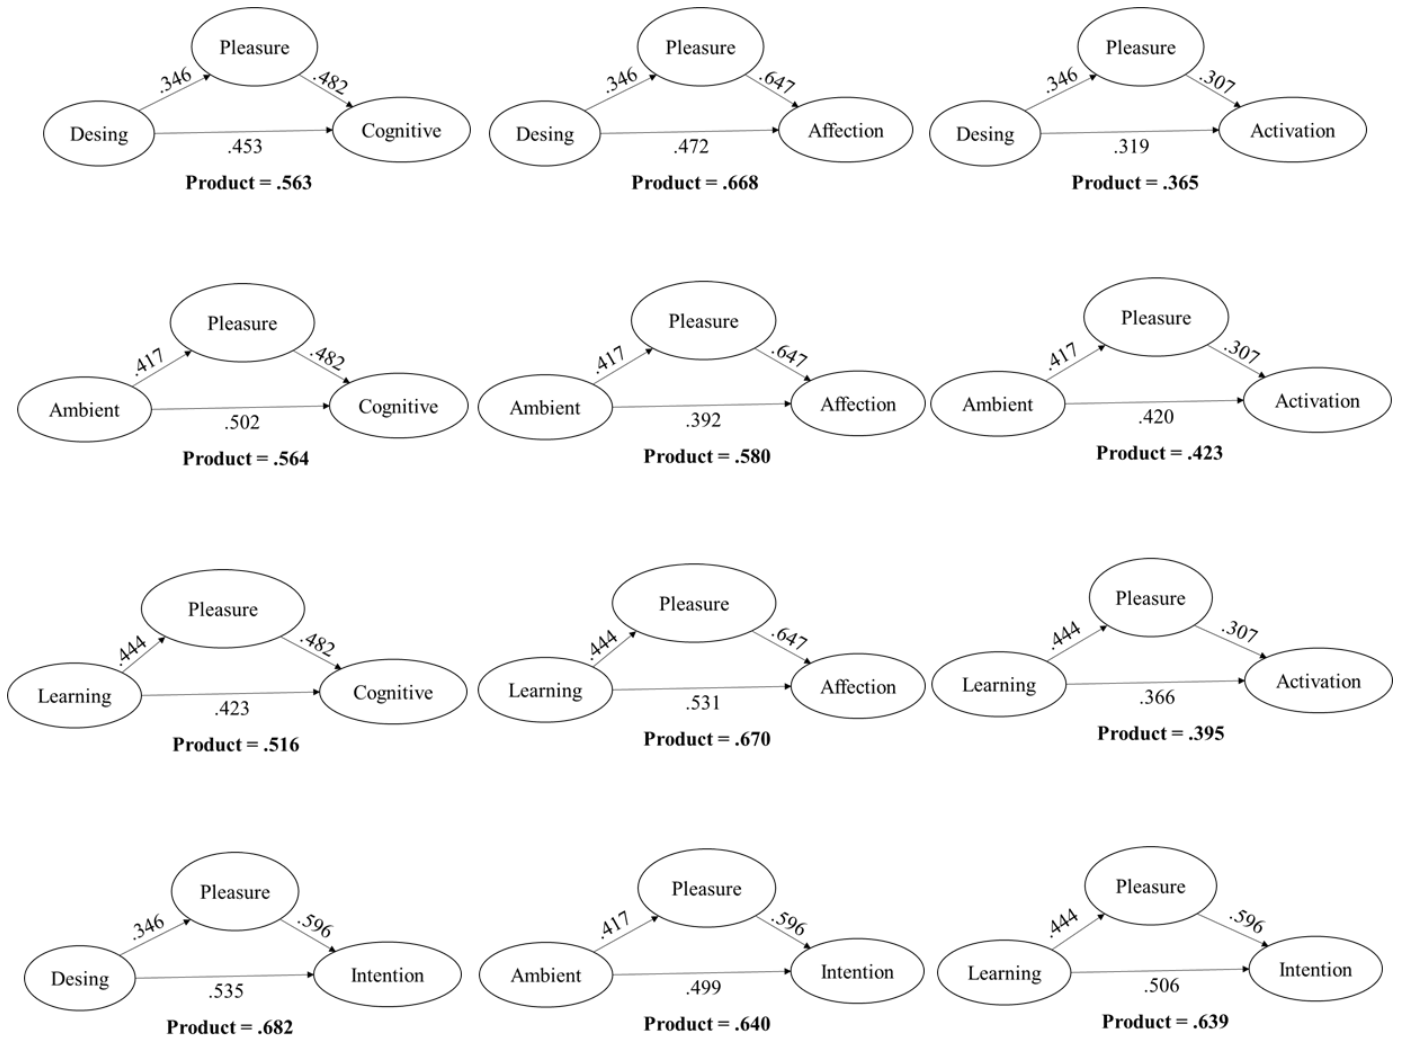 Pleasure
.346
.482
Desing
Cognitive
.453
Product = .563
Pleasure
.346
.647
Desing
Affection
.472
Product = .668
Pleasure
.346
.307
Desing
Activation
.319
Product = .365
Pleasure
.417
.482
Ambient
Cognitive
.502
Product = .564
Pleasure
.417
.647
Ambient
Affection
.392
Product = .580
Pleasure
.417
.307
Ambient
Activation
.420
Product = .423
Pleasure
.444
.482
Learning
Cognitive
.423
Product = .516
Pleasure
.444
.647
Learning
Affection
.531
Product = .670
Pleasure
.444
.307
Learning
Activation
.366
Product = .395
Pleasure
.346
.596
Desing
Intention
.535
Product = .682
Pleasure
.417
.596
Ambient
Intention
.499
Product = .640
Pleasure
.444
.596
Learning
Intention
.506
Product = .639